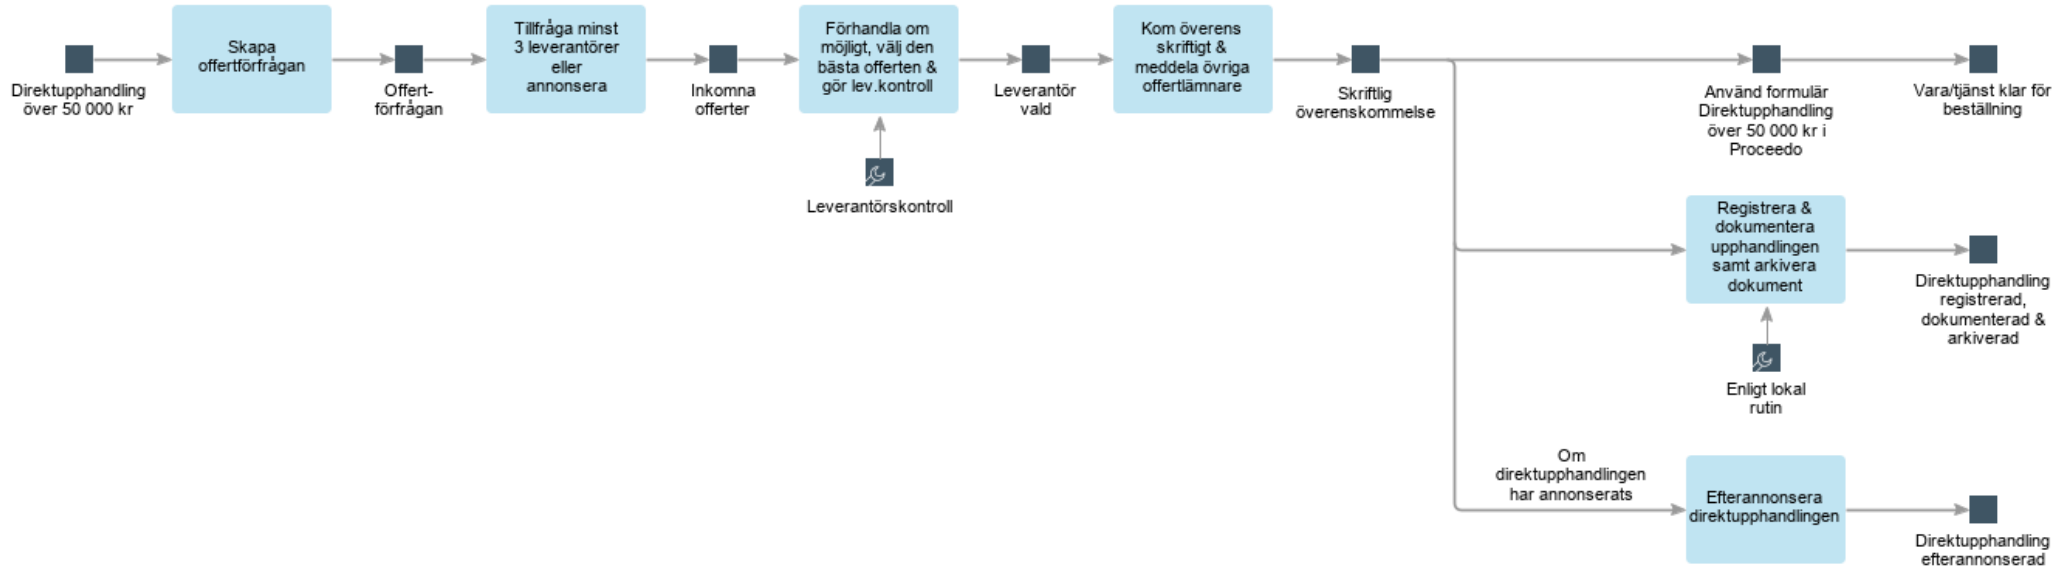 Direktupphandling
över 50 000 kr
Skapa
offertförfrågan
Offert-
förfrågan
Tillfråga minst
3 leverantörer
eller
annonsera
Inkomna
offerter
Förhandla om
möjligt, välj den
bästa offerten &
gör lev.kontroll
Leverantörskontroll
Leverantör
vald
Kom överens
skriftigt &
meddela övriga
offertlämnare
Skriftlig
överenskommelse
Använd formulär
Direktupphandling
över 50 000 kr i
Proceedo
Vara/tjänst klar för
beställning
Registrera &
dokumentera
upphandlingen
samt arkivera
dokument
Enligt lokal
rutin
Direktupphandling
registrerad,
dokumenterad &
arkiverad
Om
direktupphandlingen
har annonserats
Efterannonsera
direktupphandlingen
Direktupphandling
efterannonserad